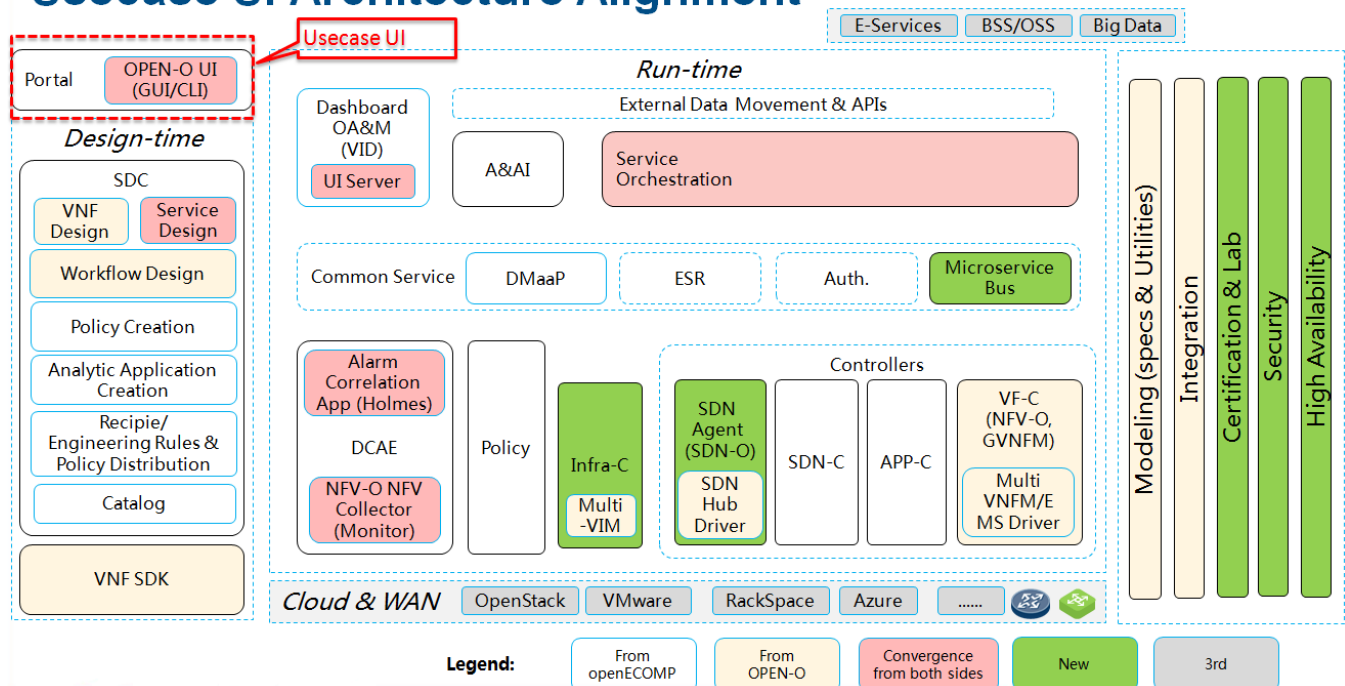 Usecase UI Architecture Alignment
E-Services
BSS/OSS
Big Data
Usecase UI
Portal
OPEN-O UI
(GUI/CLI)
Design-time
SDC
VNF
Design
Service
Design
Workflow Design
Policy Creation
Analytic Application
Creation
Recipie/
Engineering Rules &
Policy Distribution
Catalog
VNF SDK
Run-time
Dashboard
OA&M
(VID)
UI Server
External Data Movement & APIs
A&AI
Service
Orchestration
Common Service
DMaaP
ESR
Auth.
Microservice
Bus
Alarm
Correlation
App (Holmes)
DCAE
NFV-O NFV
Collector
(Monitor)
Policy
Infra-C
Multi
-VIM
Controllers
SDN
Agent
(SDN-O)
SDN
Hub
Driver
SDN-C
APP-C
VF-C
(NFV-O,
GVNFM)
Multi
VNFM/E
MS Driver
Cloud & WAN
OpenStack
VMware
RackSpace
Azure
......
Modeling (specs & Utilities)
Integration
Certification & Lab
Security
High Availability
Legend:
From
openECOMP
From
OPEN-O
Convergence
from both sides
New
3rd